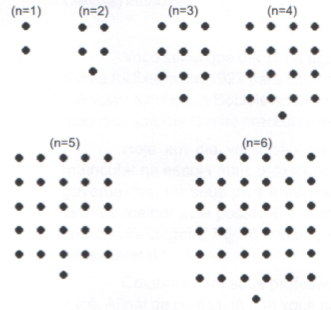 (n=1) (n=2) (n=3) (n=4)
(n=5) (n=6)